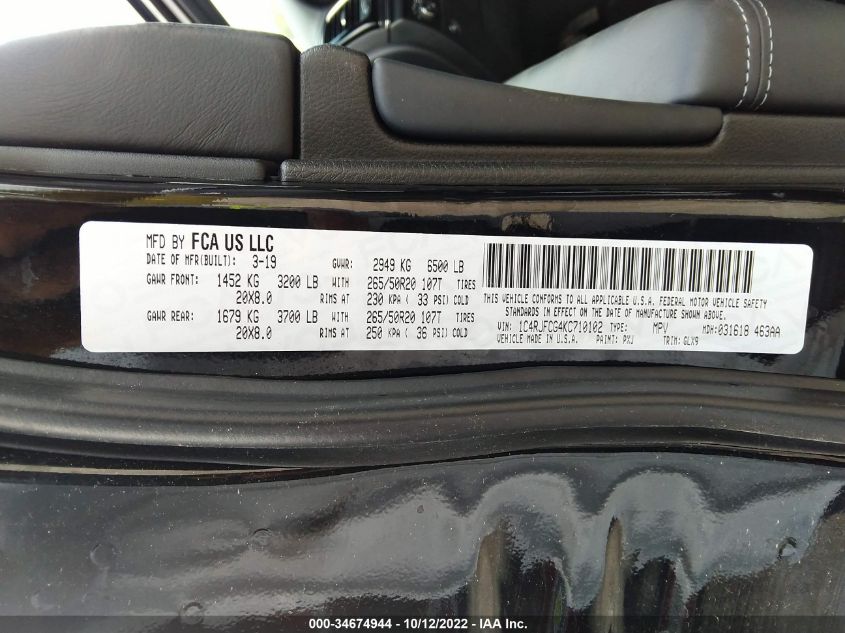 MFD BY FCA US LLC
DATE OF MFR(BUILT): 3-19 GVWR: 2949 KG 6500 LB
GAWR FRONT: 1452 KG 3200 LB WITH 265/50R20 107T TIRES
20X8.0 RIMS AT 230 KPA ( 33 PSI) COLD
GAWR REAR: 1679 KG 3700 LB WITH 265/50R20 107T TIRES
20X8.0 RIMS AT 250 KPA ( 36 PSI) COLD
THIS VEHICLE CONFORMS TO ALL APPLICABLE U.S.A. FEDERAL MOTOR VEHICLE SAFETY
STANDARDS IN EFFECT ON THE DATE OF MANUFACTURE SHOWN ABOVE.
VIN: 1C4RJFCG4KC710102 TYPE: MPV MDH:031618 463AA
VEHICLE MADE IN U.S.A. PAINT: PXJ TRIM: GLX9
000-34674944 - 10/12/2022 - IAA Inc.